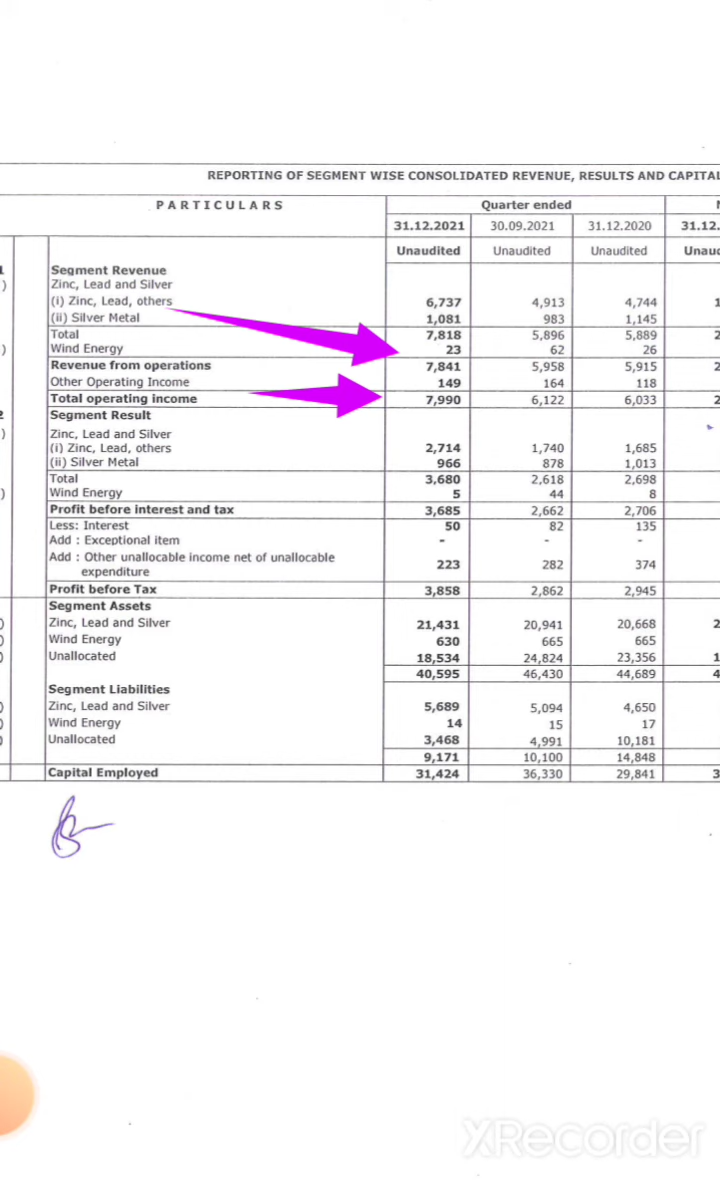 REPORTING OF SEGMENT WISE CONSOLIDATED REVENUE, RESULTS AND CAPITAL
PARTICULARS Quarter ended
31.12.2021 30.09.2021 31.12.2020 31.12.
Unaudited Unaudited Unaudited
Segment Revenue
Zinc, Lead and Silver
(i) Zinc, Lead, others 6,737 4,913 4,744
(ii) Silver Metal 1,081 983 1,145
Total 7,818 5,896 5,889
Wind Energy 23 62 26
Revenue from operations 7,841 5,958 5,915
Other Operating Income 149 164 118
Total operating income 7,990 6,122 6,033
Segment Result
Zinc, Lead and Silver
(i) Zinc, Lead, others 2,714 1,740 1,685
(ii) Silver Metal 966 878 1,013
Total 3,680 2,618 2,698
Wind Energy 5 44 8
Profit before interest and tax 3,685 2,662 2,706
Less: Interest 50 82 135
Add : Exceptional item - - -
Add : Other unallocable income net of unallocable
expenditure 223 282 374
Profit before Tax 3,858 2,862 2,945
Segment Assets
Zinc, Lead and Silver 21,431 20,941 20,668
Wind Energy 630 665 665
Unallocated 18,534 24,824 23,356
40,595 46,430 44,689
Segment Liabilities
Zinc, Lead and Silver 5,689 5,094 4,650
Wind Energy 14 15 17
Unallocated 3,468 4,991 10,181
9,171 10,100 14,848
Capital Employed 31,424 36,330 29,841
XRecorder